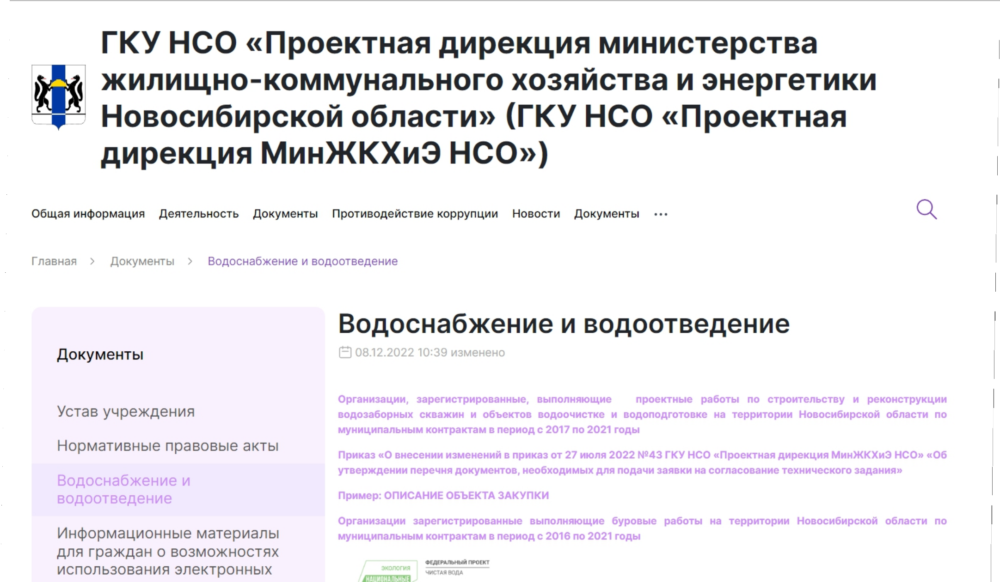 ГКУ НСО «Проектная дирекция министерства
жилищно-коммунального хозяйства и энергетики
Новосибирской области» (ГКУ НСО «Проектная
дирекция МинЖКХиЭ НСО»)
Общая информация Деятельность Документы Противодействие коррупции Новости Документы ...
Главная > Документы > Водоснабжение и водоотведение
Документы
Устав учреждения
Нормативные правовые акты
Водоснабжение и
водоотведение
Информационные материалы
для граждан о возможностях
использования электронных
Водоснабжение и водоотведение
08.12.2022 10:39 изменено
Организации, зарегистрированные, выполняющие проектные работы по строительству и реконструкции
водозаборных скважин и объектов водоочистке и водоподготовке на территории Новосибирской области по
муниципальным контрактам в период с 2017 по 2021 годы
Приказ «О внесении изменений в приказ от 27 июля 2022 №43 ГКУ НСО «Проектная дирекция МинЖКХиЭ НСО» «Об
утверждении перечня документов, необходимых для подачи заявки на согласование технического задания»
Пример: ОПИСАНИЕ ОБЪЕКТА ЗАКУПКИ
Организации зарегистрированные выполняющие буровые работы на территории Новосибирской области по
муниципальным контрактам в период с 2016 по 2021 годы
ЭКОЛОГИЯ
НАЦИОНАЛЬНЫЕ
ФЕДЕРАЛЬНЫЙ ПРОЕКТ
ЧИСТАЯ ВОДА